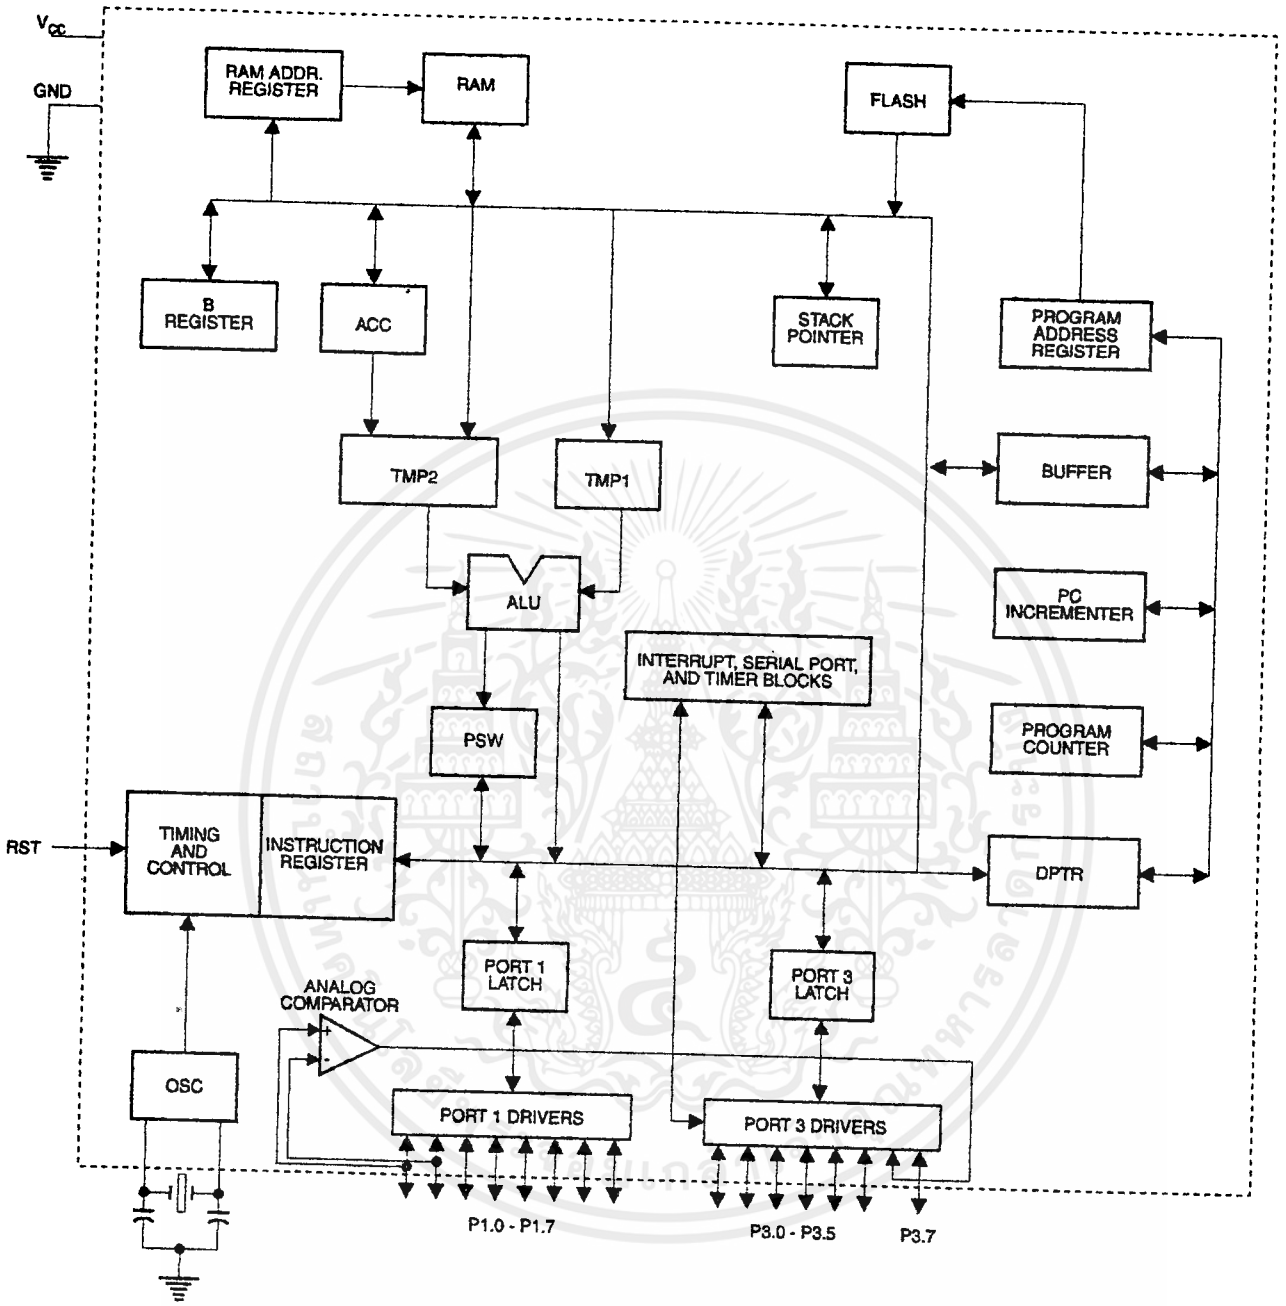 VCC
GND
RAM ADDR.
REGISTER
RAM
FLASH
B
REGISTER
ACC
STACK
POINTER
PROGRAM
ADDRESS
REGISTER
TMP2
TMP1
BUFFER
ALU
PC
INCREMENTER
INTERRUPT, SERIAL PORT,
AND TIMER BLOCKS
PSW
PROGRAM
COUNTER
RST
TIMING
AND
CONTROL
INSTRUCTION
REGISTER
DPTR
PORT 1
LATCH
PORT 3
LATCH
ANALOG
COMPARATOR
+
-
OSC
PORT 1 DRIVERS
PORT 3 DRIVERS
P1.0 - P1.7
P3.0 - P3.5
P3.7